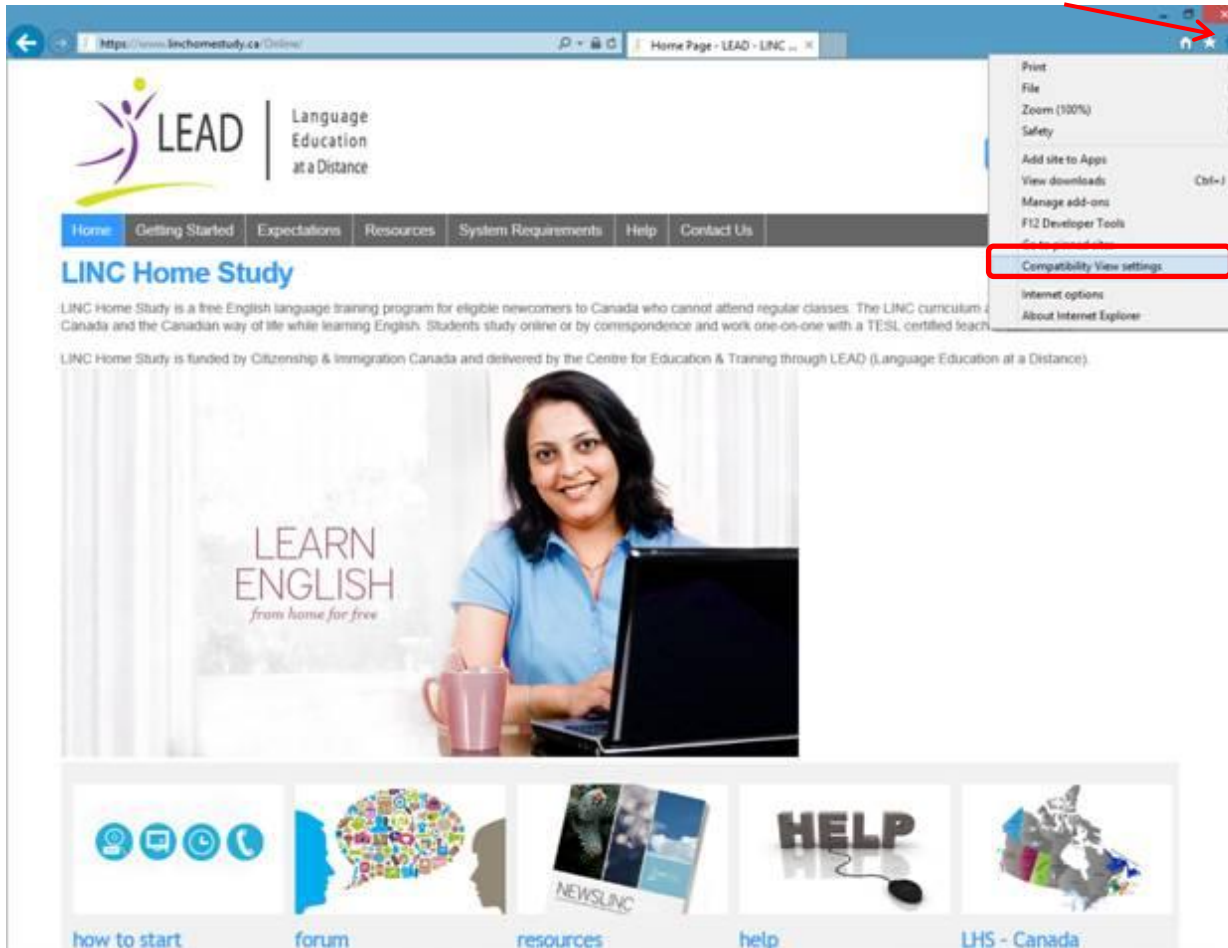 https://www.linchomestudy.ca/Online/
Home Page - LEAD - LINC ...
Print
File
Zoom (100%)
Safety
Add site to Apps
View downloads Ctrl+J
Manage add-ons
F12 Developer Tools
Go to pinned sites
Compatibility View settings
Internet options
About Internet Explorer
LEAD
Language
Education
at a Distance
Home Getting Started Expectations Resources System Requirements Help Contact Us
LINC Home Study
LINC Home Study is a free English language training program for eligible newcomers to Canada who cannot attend regular classes. The LINC curriculum
Canada and the Canadian way of life while learning English. Students study online or by correspondence and work one-on-one with a TESL certified
LINC Home Study is funded by Citizenship & Immigration Canada and delivered by the Centre for Education & Training through LEAD (Language Education at a Distance).
LEARN
ENGLISH
from home for free
NEWSLINC
HELP
how to start forum resources help LHS - Canada